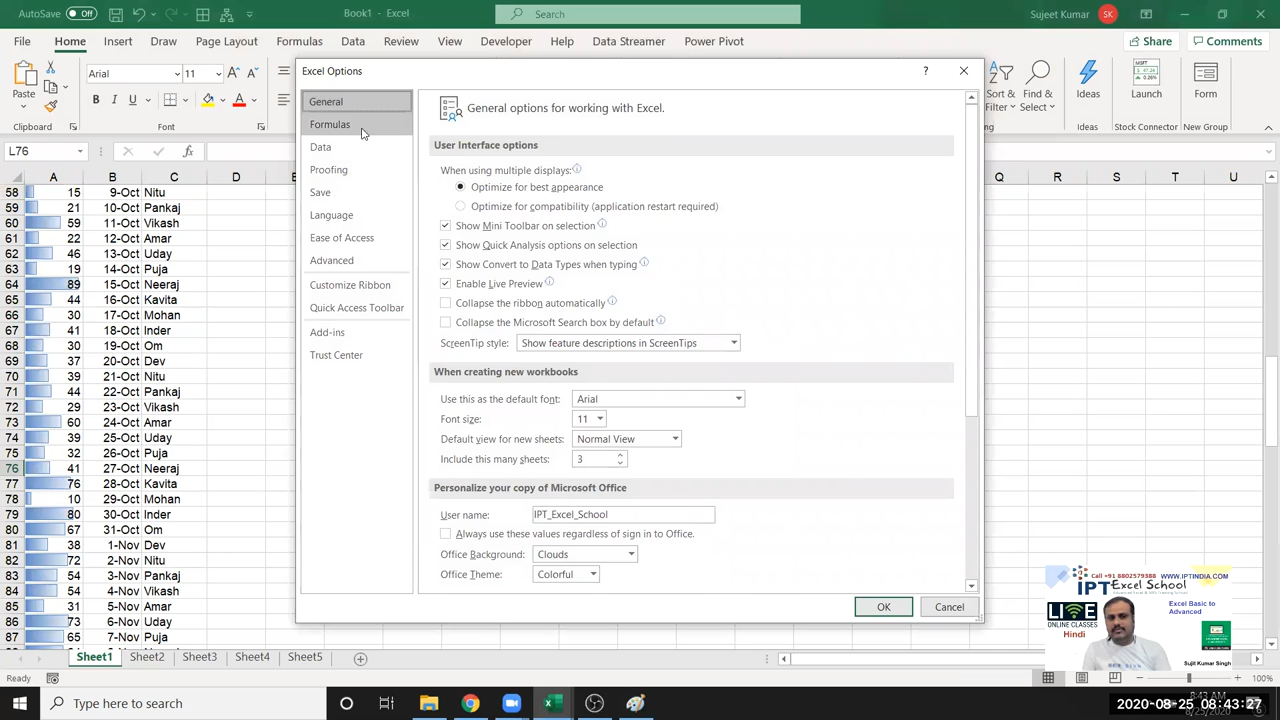 AutoSave Off Book1 - Excel Search Sujeet Kumar SK
File Home Insert Draw Page Layout Formulas Data Review View Developer Help Data Streamer Power Pivot Share Comments
Paste Arial 11 Sort & Filter Find & Select Ideas MSFT Stock Connector Form
B I U A
Clipboard Font Ideas Stock Connector New Group
L76 fx
A B C D E Q R S T U
58 15 9-Oct Nitu
59 21 10-Oct Pankaj
60 59 11-Oct Vikash
61 22 12-Oct Amar
62 46 13-Oct Uday
63 19 14-Oct Puja
64 89 15-Oct Neeraj
65 44 16-Oct Kavita
66 30 17-Oct Mohan
67 41 18-Oct Inder
68 30 19-Oct Om
69 37 20-Oct Dev
70 39 21-Oct Nitu
71 44 22-Oct Pankaj
72 29 23-Oct Vikash
73 60 24-Oct Amar
74 39 25-Oct Uday
75 32 26-Oct Puja
76 41 27-Oct Neeraj
77 76 28-Oct Kavita
78 10 29-Oct Mohan
79 80 30-Oct Inder
80 67 31-Oct Om
81 38 1-Nov Dev
82 72 2-Nov Nitu
83 54 3-Nov Pankaj
84 54 4-Nov Vikash
85 31 5-Nov Amar
86 73 6-Nov Uday
87 65 7-Nov Puja
Excel Options
General
Formulas
Data
Proofing
Save
Language
Ease of Access
Advanced
Customize Ribbon
Quick Access Toolbar
Add-ins
Trust Center
General options for working with Excel.
User Interface options
When using multiple displays:
Optimize for best appearance
Optimize for compatibility (application restart required)
Show Mini Toolbar on selection
Show Quick Analysis options on selection
Show Convert to Data Types when typing
Enable Live Preview
Collapse the ribbon automatically
Collapse the Microsoft Search box by default
ScreenTip style: Show feature descriptions in ScreenTips
When creating new workbooks
Use this as the default font: Arial
Font size: 11
Default view for new sheets: Normal View
Include this many sheets: 3
Personalize your copy of Microsoft Office
User name: IPT_Excel_School
Always use these values regardless of sign in to Office.
Office Background: Clouds
Office Theme: Colorful
OK Cancel
Call +91 8802579388 WWW.IPTINDIA.COM
IPT Excel School
LIVE
ONLINE CLASSES
Hindi
Excel Basic to
Advanced
Sujit Kumar Singh
Sheet1 Sheet2 Sheet3 Sheet4 Sheet5
Ready 100%
Type here to search
2020-08-25 08:43:27